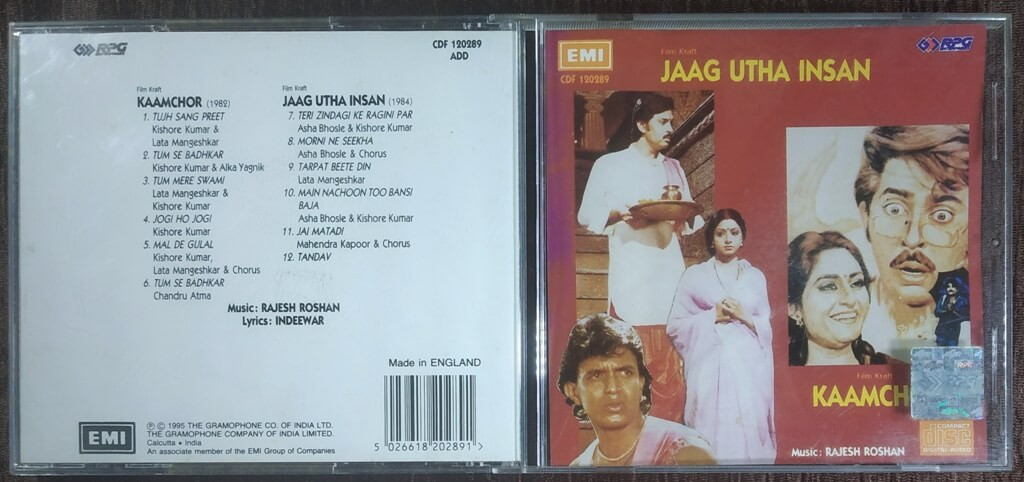 RPG
CDF 120289
ADD
Film Kraft
KAAMCHOR (1982)
1. TUJH SANG PREET
Kishore Kumar &
Lata Mangeshkar
2. TUM SE BADHKAR
Kishore Kumar & Alka Yagnik
3. TUM MERE SWAMI
Lata Mangeshkar &
Kishore Kumar
4. JOGI HO JOGI
Kishore Kumar
5. MAL DE GULAL
Kishore Kumar,
Lata Mangeshkar & Chorus
6. TUM SE BADHKAR
Chandru Atma
Film Kraft
JAAG UTHA INSAN (1984)
7. TERI ZINDAGI KE RAGINI PAR
Asha Bhosle & Kishore Kumar
8. MORNI NE SEEKHA
Asha Bhosle & Chorus
9. TARPAT BEETE DIN
Lata Mangeshkar
10. MAIN NACHOON TOO BANSI
BAJA
Asha Bhosle & Kishore Kumar
11. JAI MATADI
Mahendra Kapoor & Chorus
12. TANDAV
Music: RAJESH ROSHAN
Lyrics: INDEEWAR
Made in ENGLAND
EMI
Ⓟ © 1995 THE GRAMOPHONE CO. OF INDIA LTD.
THE GRAMOPHONE COMPANY OF INDIA LIMITED.
Calcutta • India
An associate member of the EMI Group of Companies
5 026618 202891 >
EMI
CDF 120289
Film Kraft
JAAG UTHA INSAN
RPG
Film Kraft
KAAMCH
COMPACT
disc
DIGITAL AUDIO
Music: RAJESH ROSHAN